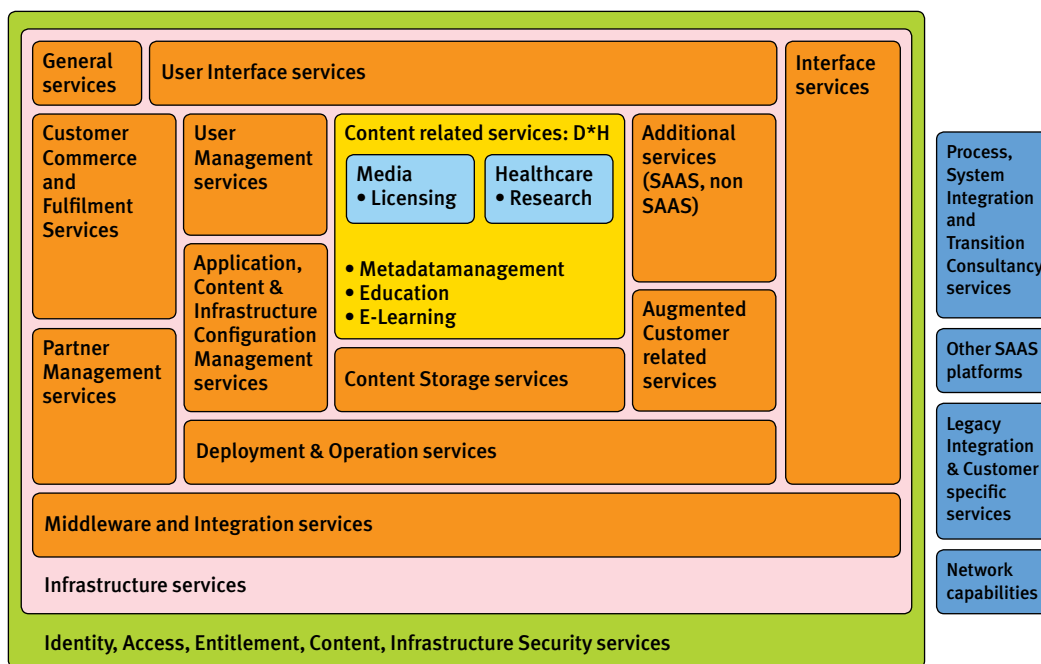 General
services
User Interface services
Interface
services
Customer
Commerce
and
Fulfilment
Services
User
Management
services
Content related services: D*H
Media
• Licensing
Healthcare
• Research
• Metadatamanagement
• Education
• E-Learning
Additional
services
(SAAS, non
SAAS)
Application,
Content &
Infrastructure
Configuration
Management
services
Augmented
Customer
related
services
Partner
Management
services
Content Storage services
Deployment & Operation services
Middleware and Integration services
Infrastructure services
Identity, Access, Entitlement, Content, Infrastructure Security services
Process,
System
Integration
and
Transition
Consultancy
services
Other SAAS
platforms
Legacy
Integration
& Customer
specific
services
Network
capabilities